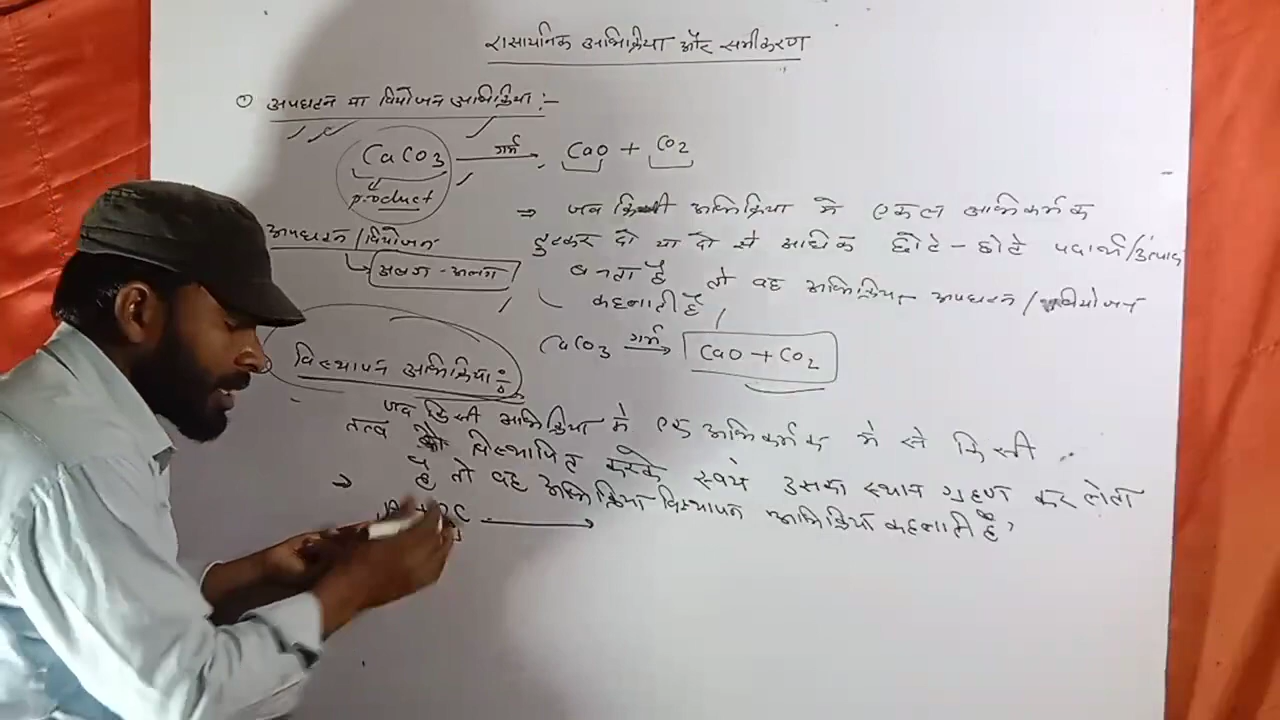 रासायनिक अभिक्रिया और समीकरण
① अपघटन या वियोजन अभिक्रिया :-
CaCO3 गर्म→ CaO + CO2
product
⇒ जब किसी अभिक्रिया में एकल अभिकर्मक
टुटकर दो या दो से अधिक छोटे - छोटे पदार्थ/उत्पाद
बनता है तो वह अभिक्रिया अपघटन / वियोजन
कहलाती है
अपघटन / वियोजन
अलग - अलग
CaCO3 गर्म→ CaO + CO2
विस्थापन अभिक्रिया :-
जब किसी अभिक्रिया में एक अभिकर्मक में से किसी
तत्व को विस्थापित करके स्वयं उसका स्थान ग्रहण कर लेता
है तो वह अभिक्रिया विस्थापन अभिक्रिया कहलाती है